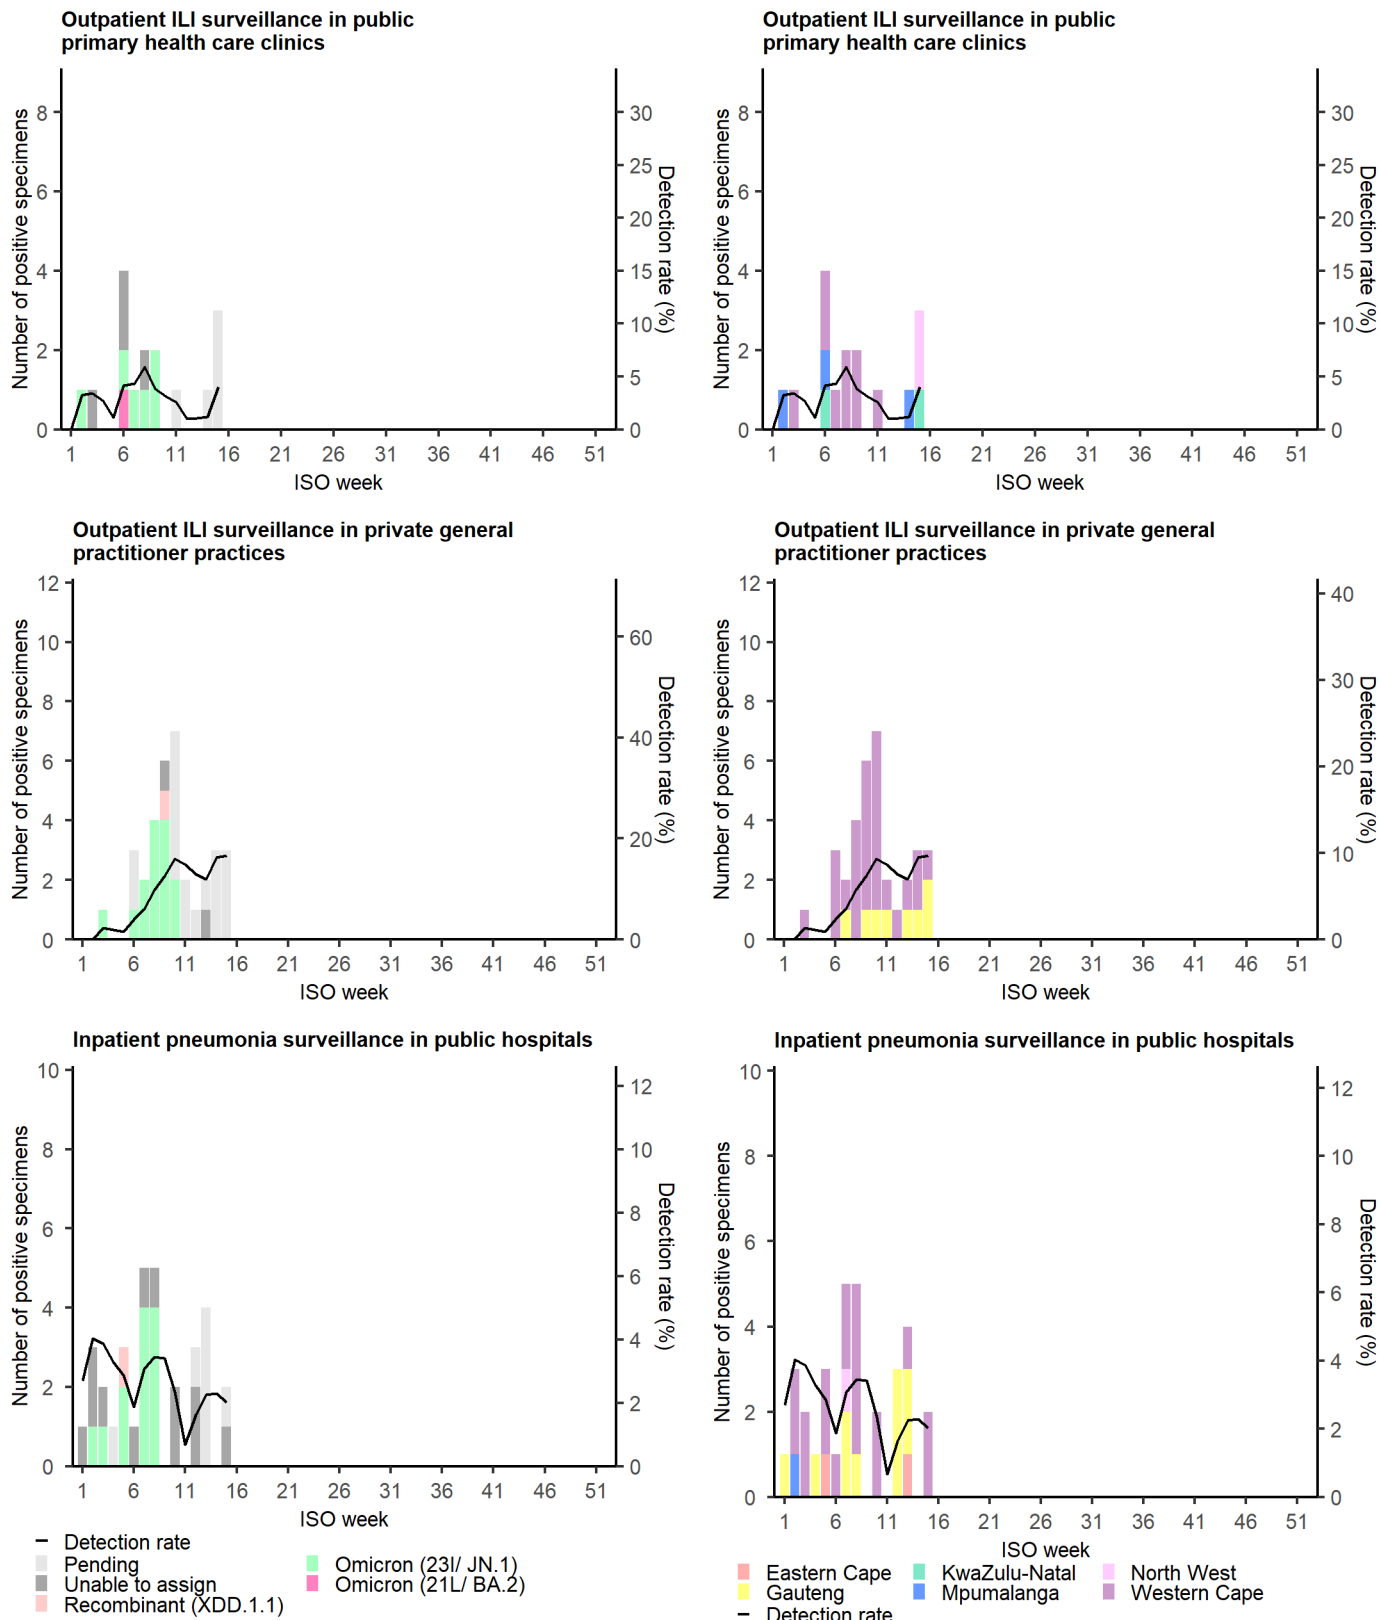 Outpatient ILI surveillance in public
primary health care clinics
Number of positive specimens
8
6
4
2
0
30
25
20
15
10
5
0
Detection rate (%)
1 6 11 16 21 26 31 36 41 46 51
ISO week
Outpatient ILI surveillance in public
primary health care clinics
Number of positive specimens
8
6
4
2
0
30
25
20
15
10
5
0
Detection rate (%)
1 6 11 16 21 26 31 36 41 46 51
ISO week
Outpatient ILI surveillance in private general
practitioner practices
Number of positive specimens
12
10
8
6
4
2
0
60
40
20
0
Detection rate (%)
1 6 11 16 21 26 31 36 41 46 51
ISO week
Outpatient ILI surveillance in private general
practitioner practices
Number of positive specimens
12
10
8
6
4
2
0
40
30
20
10
0
Detection rate (%)
1 6 11 16 21 26 31 36 41 46 51
ISO week
Inpatient pneumonia surveillance in public hospitals
Number of positive specimens
10
8
6
4
2
0
12
10
8
6
4
2
0
Detection rate (%)
1 6 11 16 21 26 31 36 41 46 51
ISO week
Detection rate
Pending
Unable to assign
Recombinant (XDD.1.1)
Omicron (23I/ JN.1)
Omicron (21L/ BA.2)
Inpatient pneumonia surveillance in public hospitals
Number of positive specimens
10
8
6
4
2
0
12
10
8
6
4
2
0
Detection rate (%)
1 6 11 16 21 26 31 36 41 46 51
ISO week
Eastern Cape
Gauteng
KwaZulu-Natal
Mpumalanga
North West
Western Cape
Detection rate